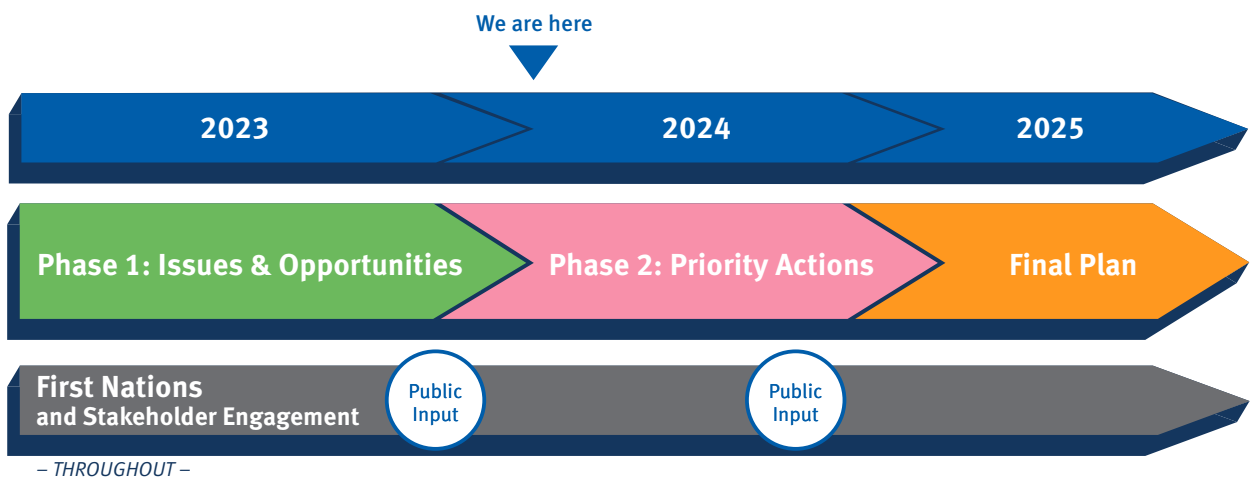 We are here
2023
2024
2025
Phase 1: Issues & Opportunities
Phase 2: Priority Actions
Final Plan
First Nations
and Stakeholder Engagement
Public
Input
Public
Input
– THROUGHOUT –